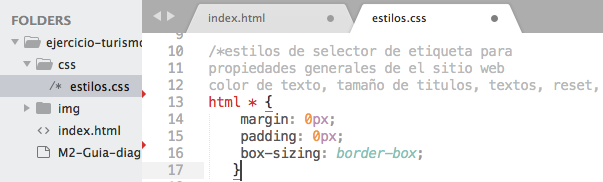 FOLDERS
ejercicio-turismo
css
/* estilos.css
img
<> index.html
M2-Guia-diag
index.html
estilos.css
9
10 /*estilos de selector de etiqueta para
11 propiedades generales del sitio web
12 color de texto, tamaño de titulos, textos, reset,
13 html * {
14 margin: 0px;
15 padding: 0px;
16 box-sizing: border-box;
17 }